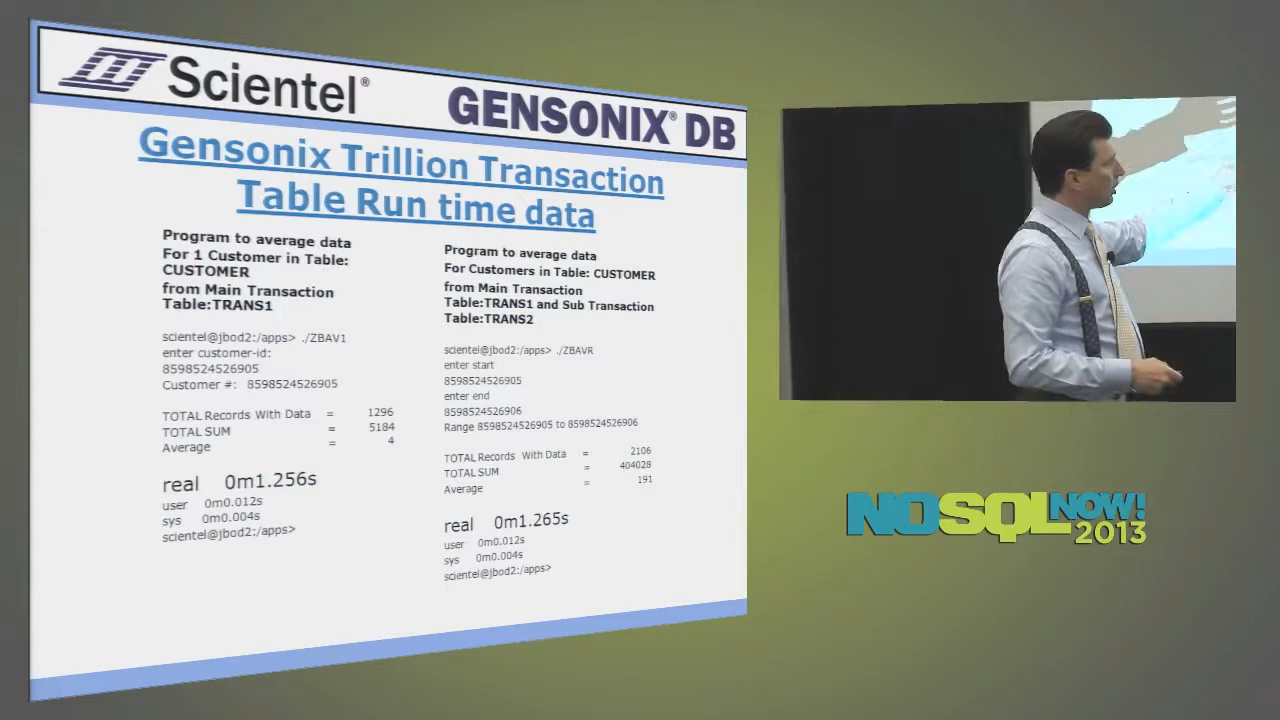 Scientel®
GENSONIX® DB
Gensonix Trillion Transaction
Table Run time data
Program to average data
For 1 Customer in Table:
CUSTOMER
from Main Transaction
Table:TRANS1
scientel@jbod2:/apps> ./ZBAV1
enter customer-id:
8598524526905
Customer #: 8598524526905
TOTAL Records With Data = 1296
TOTAL SUM = 5184
Average = 4
real 0m1.256s
user 0m0.012s
sys 0m0.004s
scientel@jbod2:/apps>
Program to average data
For Customers in Table: CUSTOMER
from Main Transaction
Table:TRANS1 and Sub Transaction
Table:TRANS2
scientel@jbod2:/apps> ./ZBAVR
enter start
8598524526905
enter end
8598524526906
Range 8598524526905 to 8598524526906
TOTAL Records With Data = 2106
TOTAL SUM = 404028
Average = 191
real 0m1.265s
user 0m0.012s
sys 0m0.004s
scientel@jbod2:/apps>
NOSQL NOW!
2013